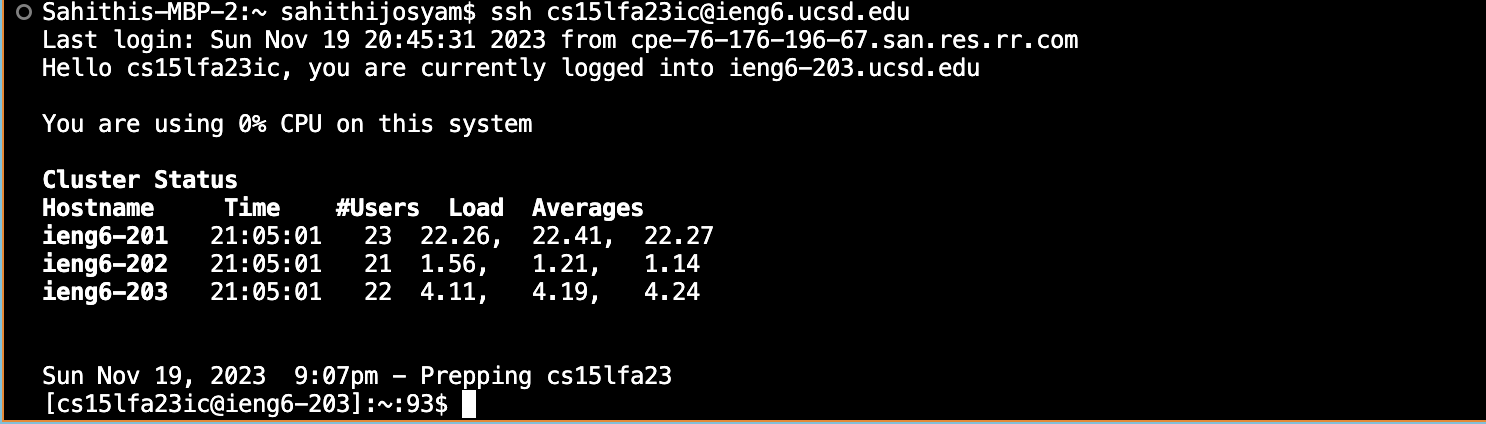 Sahithis-MBP-2:~ sahithijosyam$ ssh cs15lfa23ic@ieng6.ucsd.edu
Last login: Sun Nov 19 20:45:31 2023 from cpe-76-176-196-67.san.res.rr.com
Hello cs15lfa23ic, you are currently logged into ieng6-203.ucsd.edu
You are using 0% CPU on this system
Cluster Status
Hostname     Time    #Users  Load  Averages
ieng6-201   21:05:01   23  22.26,  22.41,  22.27
ieng6-202   21:05:01   21  1.56,   1.21,   1.14
ieng6-203   21:05:01   22  4.11,   4.19,   4.24
Sun Nov 19, 2023  9:07pm - Prepping cs15lfa23
[cs15lfa23ic@ieng6-203]:~:93$